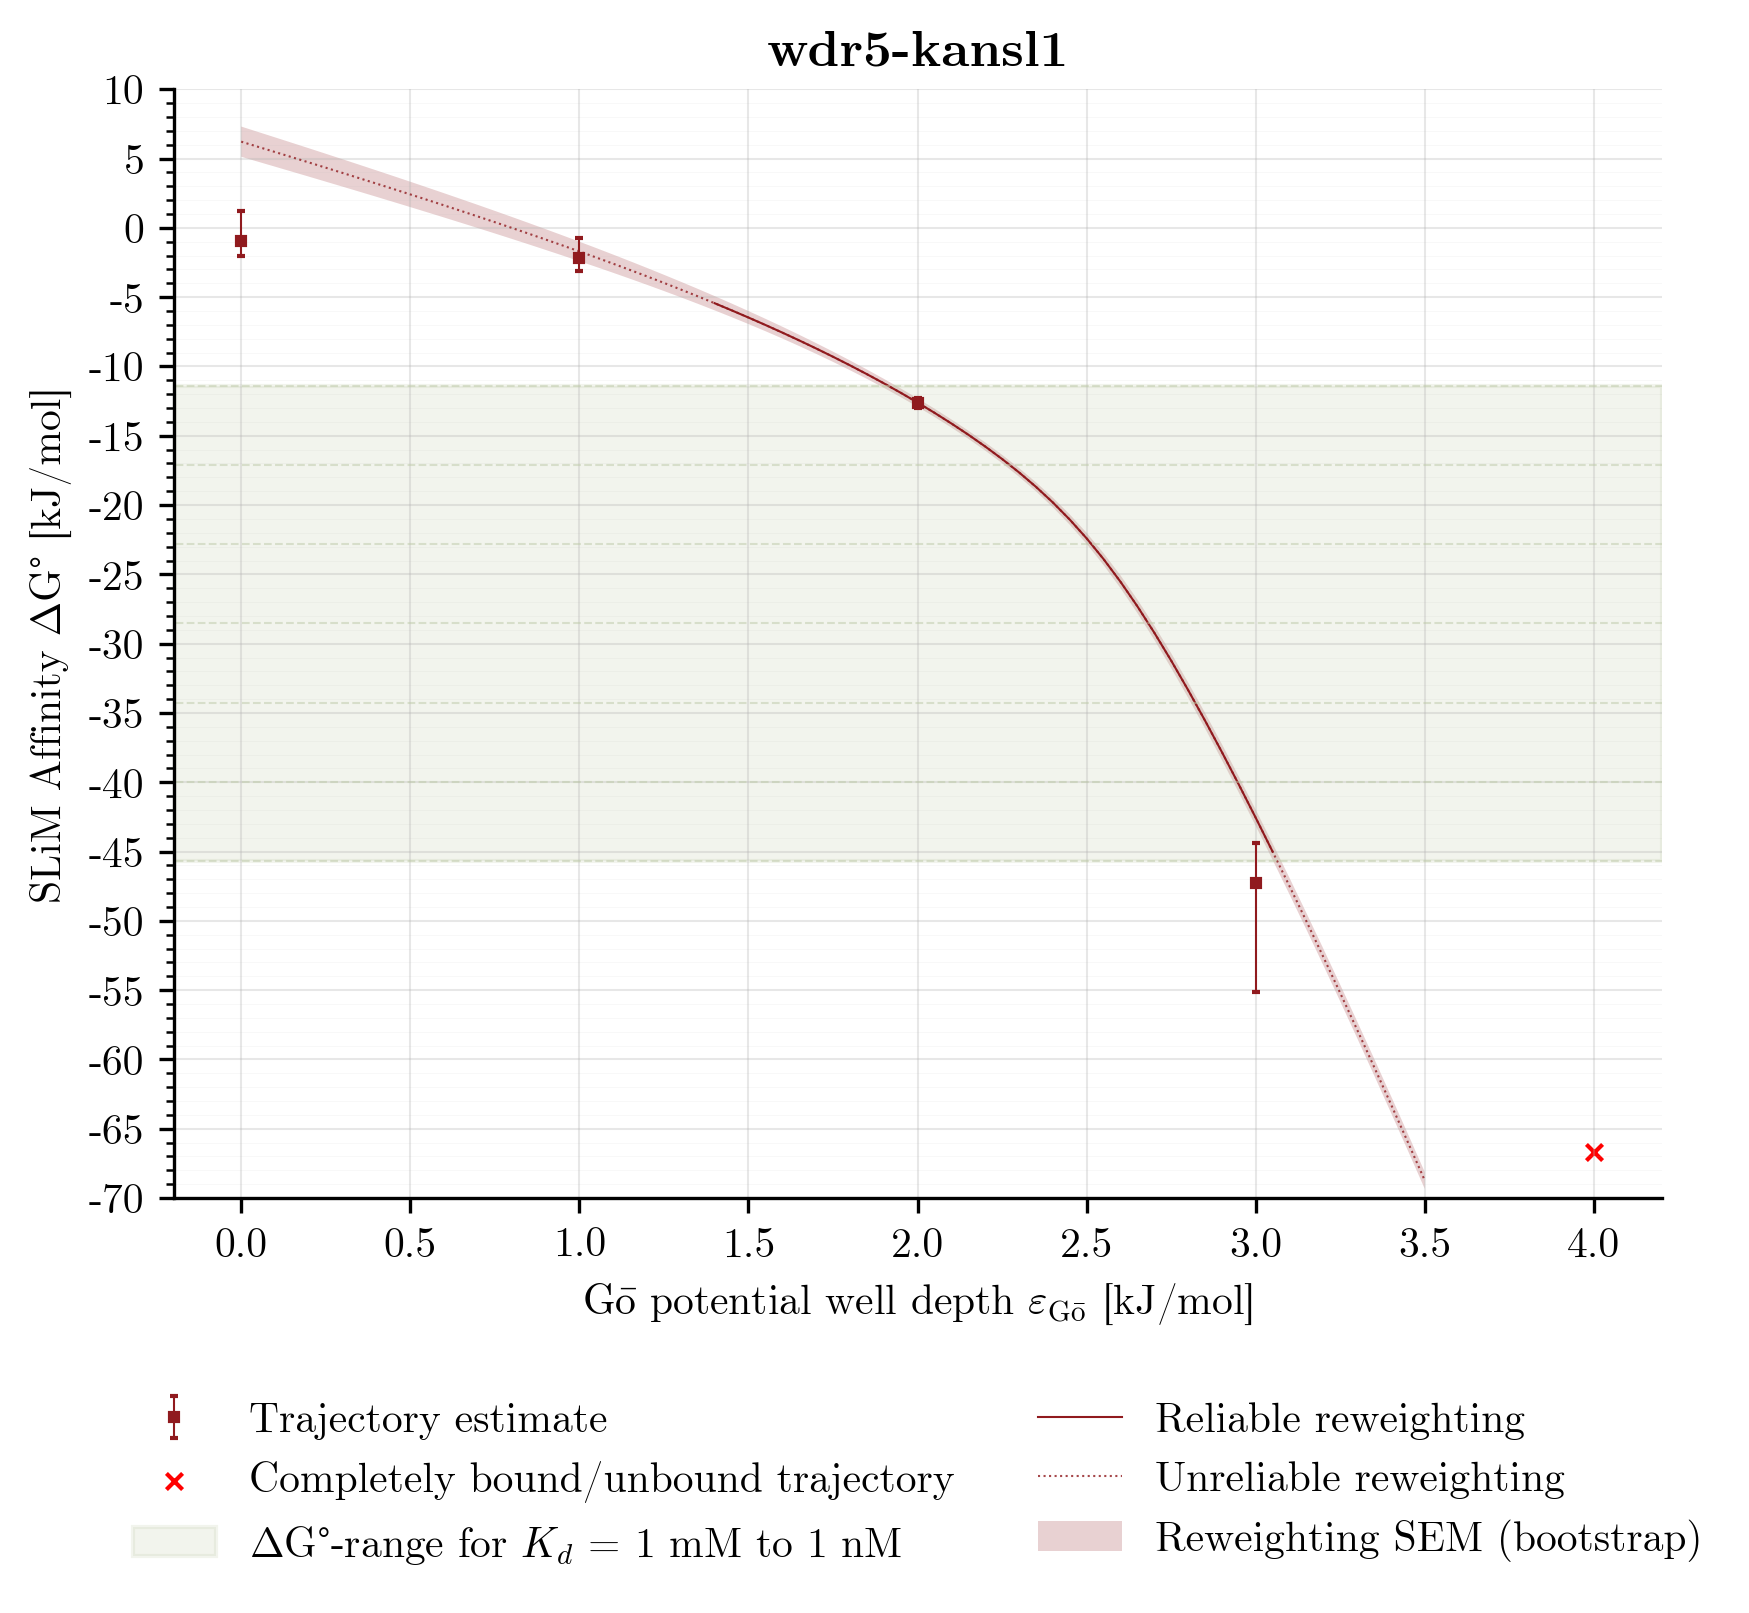 wdr5-kansl1
10
5
0
-5
-10
-15
-20
-25
-30
-35
-40
-45
-50
-55
-60
-65
-70
SLiM Affinity ΔG° [kJ/mol]
0.0 0.5 1.0 1.5 2.0 2.5 3.0 3.5 4.0
Gō potential well depth ε_Gō [kJ/mol]
Trajectory estimate
Completely bound/unbound trajectory
ΔG°-range for K_d = 1 mM to 1 nM
Reliable reweighting
Unreliable reweighting
Reweighting SEM (bootstrap)